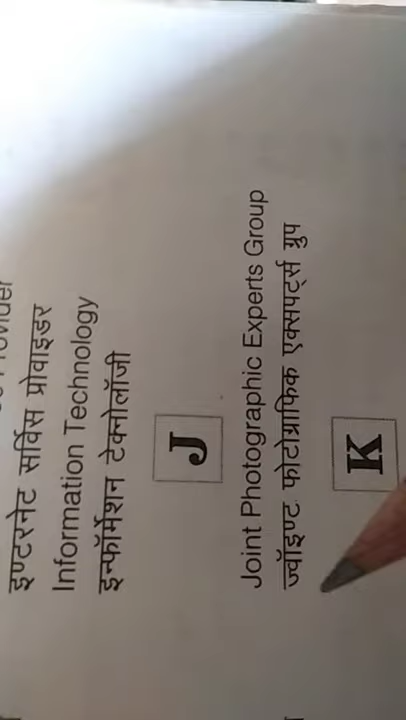 इण्टरनेट सर्विस प्रोवाइडर
Information Technology
इन्फॉर्मेशन टेक्नोलॉजी
J
Joint Photographic Experts Group
ज्वॉइण्ट फोटोग्राफिक एक्सपर्ट्स ग्रुप
K